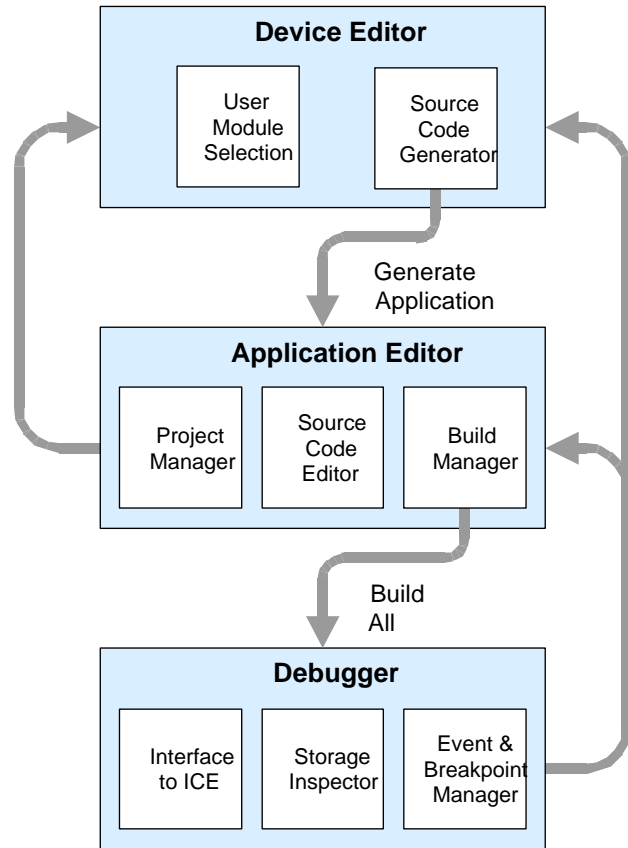 Device Editor
User
Module
Selection
Source
Code
Generator
Generate
Application
Application Editor
Project
Manager
Source
Code
Editor
Build
Manager
Build
All
Debugger
Interface
to ICE
Storage
Inspector
Event &
Breakpoint
Manager